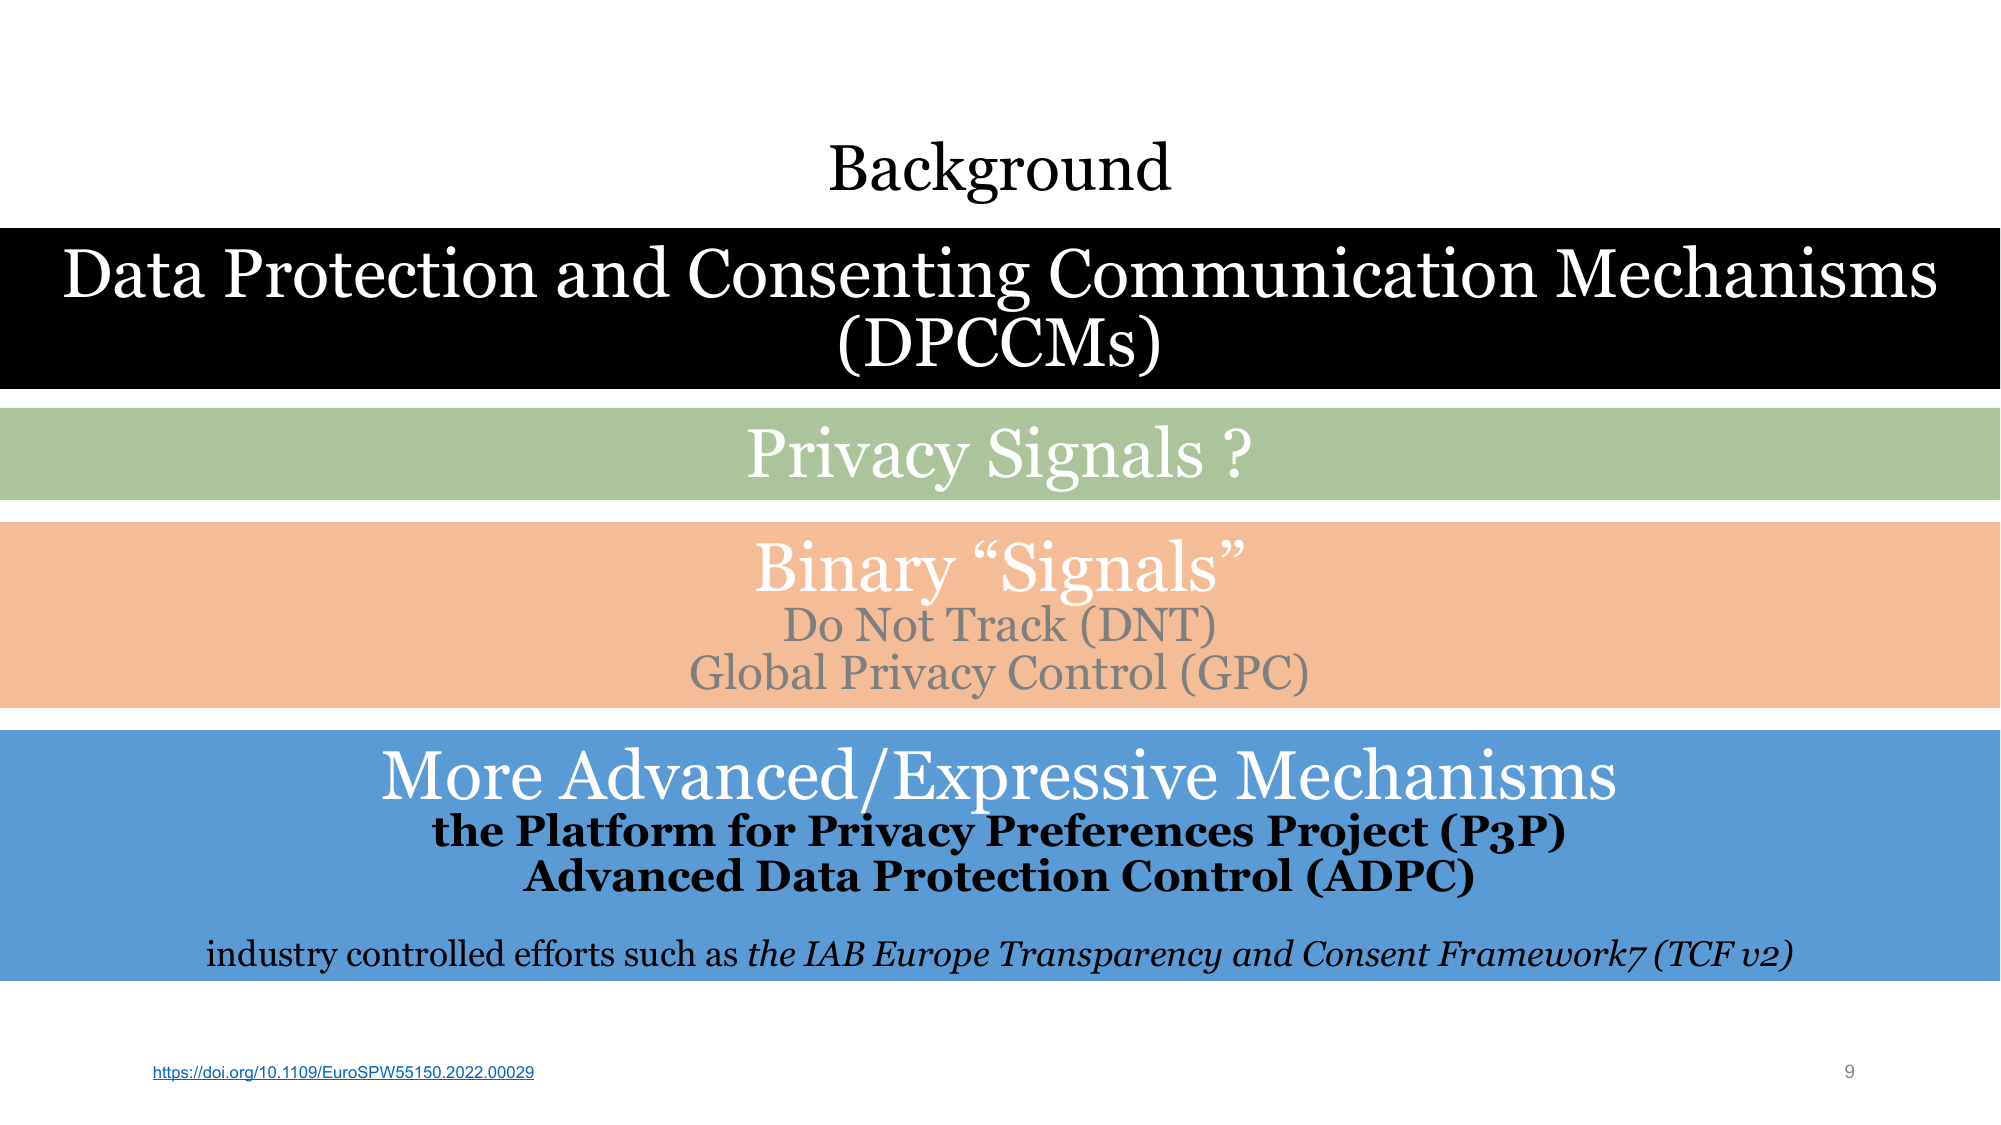 Background
Data Protection and Consenting Communication Mechanisms
(DPCCMs)
Privacy Signals ?
Binary “Signals”
Do Not Track (DNT)
Global Privacy Control (GPC)
More Advanced/Expressive Mechanisms
the Platform for Privacy Preferences Project (P3P)
Advanced Data Protection Control (ADPC)
industry controlled efforts such as the IAB Europe Transparency and Consent Framework7 (TCF v2)
https://doi.org/10.1109/EuroSPW55150.2022.00029
9